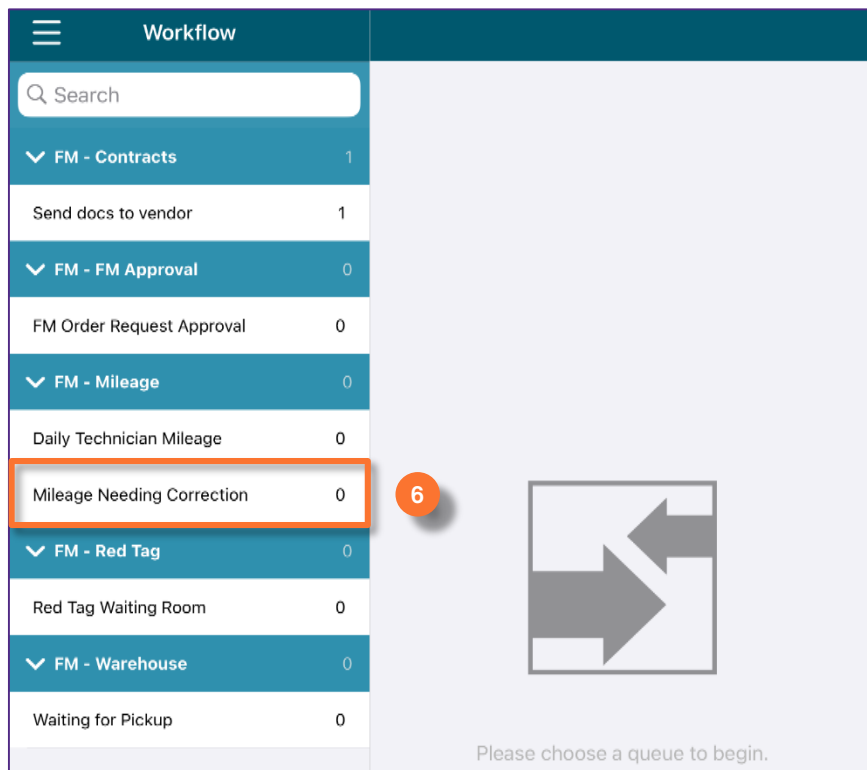 Workflow
Search
FM - Contracts 1
Send docs to vendor 1
FM - FM Approval 0
FM Order Request Approval 0
FM - Mileage 0
Daily Technician Mileage 0
Mileage Needing Correction 0 6
FM - Red Tag 0
Red Tag Waiting Room 0
FM - Warehouse 0
Waiting for Pickup 0
Please choose a queue to begin.